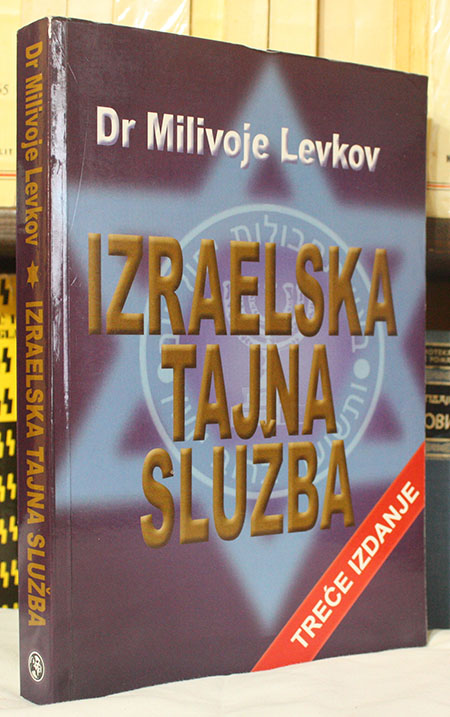 Dr Milivoje Levkov
IZRAELSKA
TAJNA
SLUŽBA
TREĆE IZDANJE
Dr Milivoje Levkov IZRAELSKA TAJNA SLUŽBA